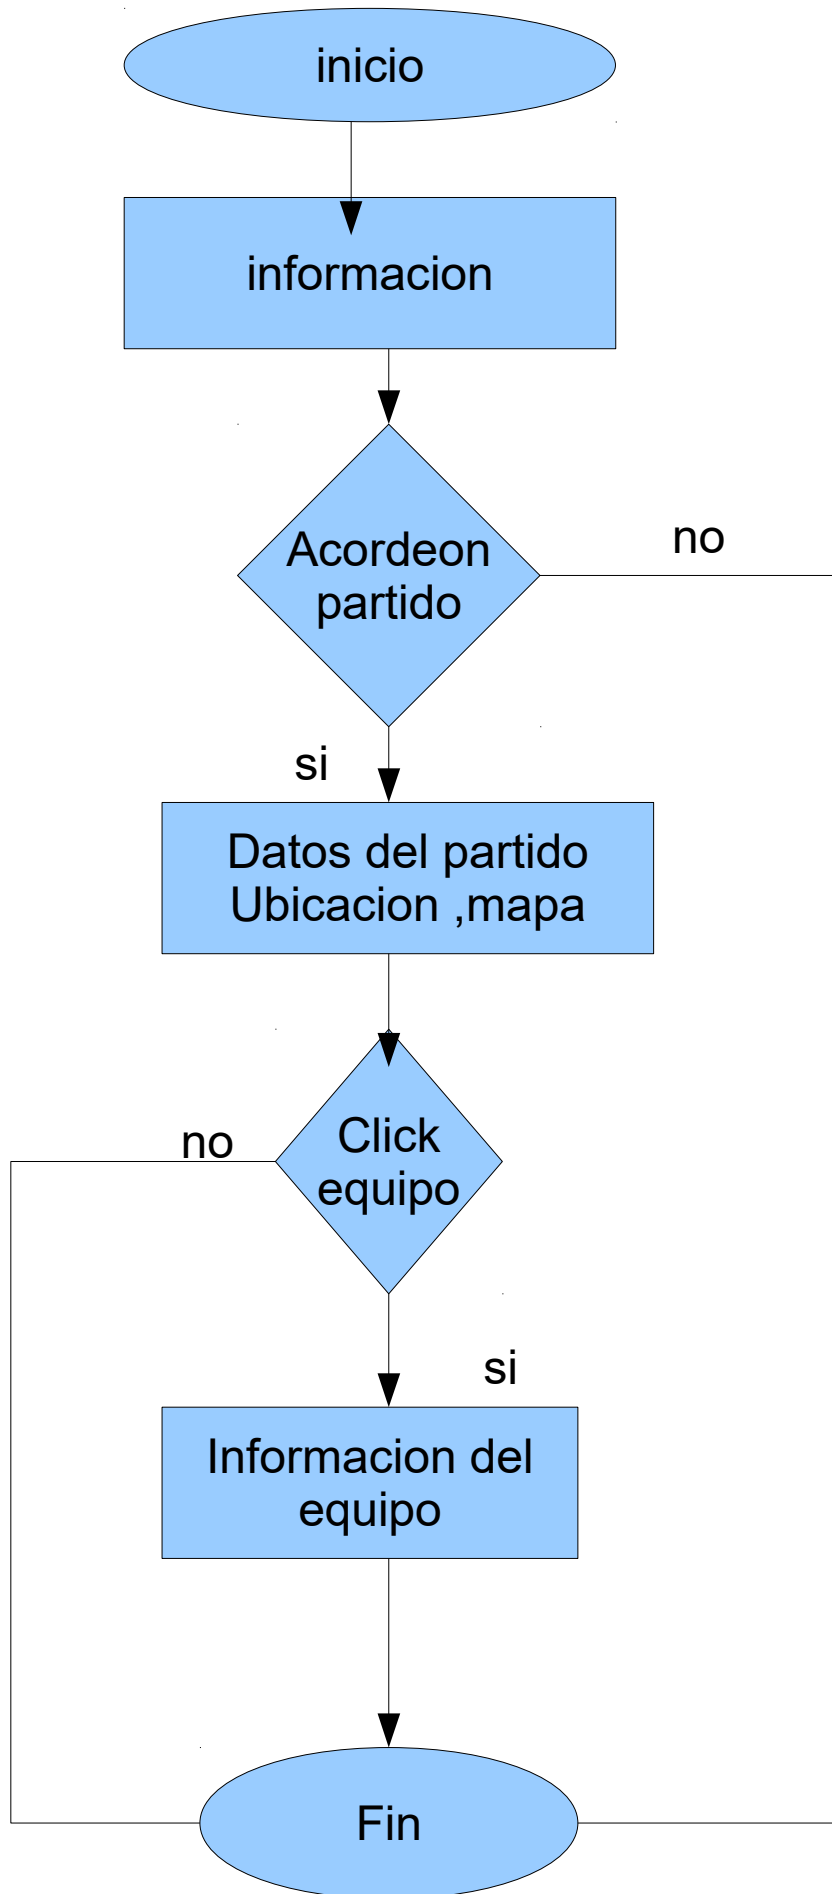 inicio
informacion
Acordeon
partido
no
si
Datos del partido
Ubicacion ,mapa
Click
equipo
no
si
Informacion del
equipo
Fin